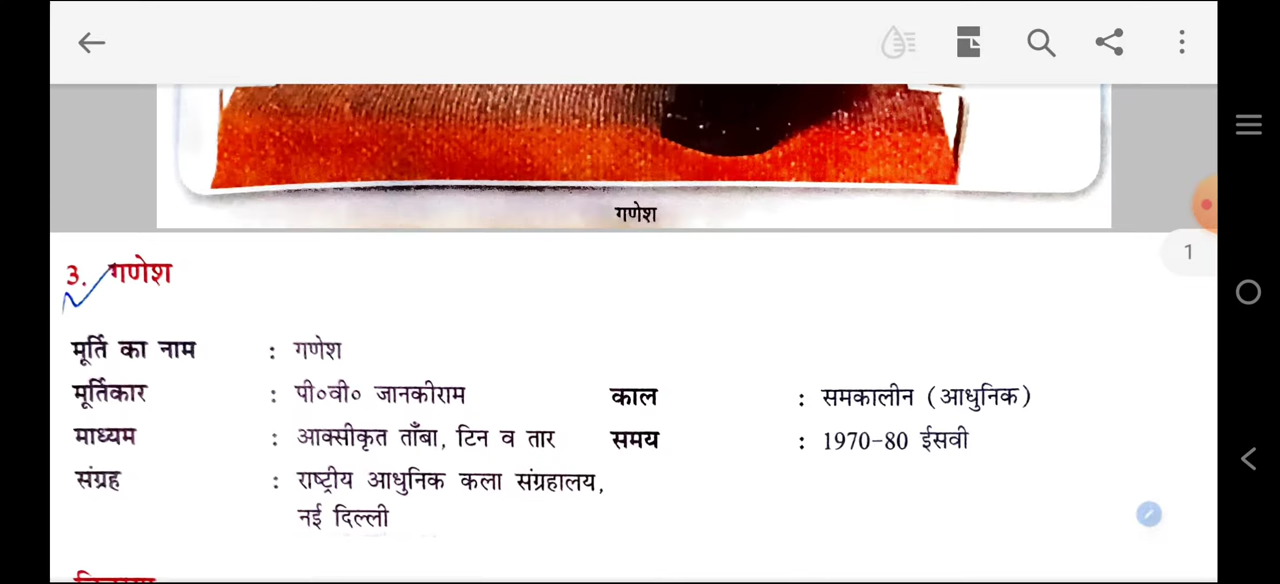 गणेश
1
3. गणेश
मूर्ति का नाम : गणेश
मूर्तिकार : पी०वी० जानकीराम काल : समकालीन (आधुनिक)
माध्यम : आक्सीकृत ताँबा, टिन व तार समय : 1970-80 ईसवी
संग्रह : राष्ट्रीय आधुनिक कला संग्रहालय,
नई दिल्ली